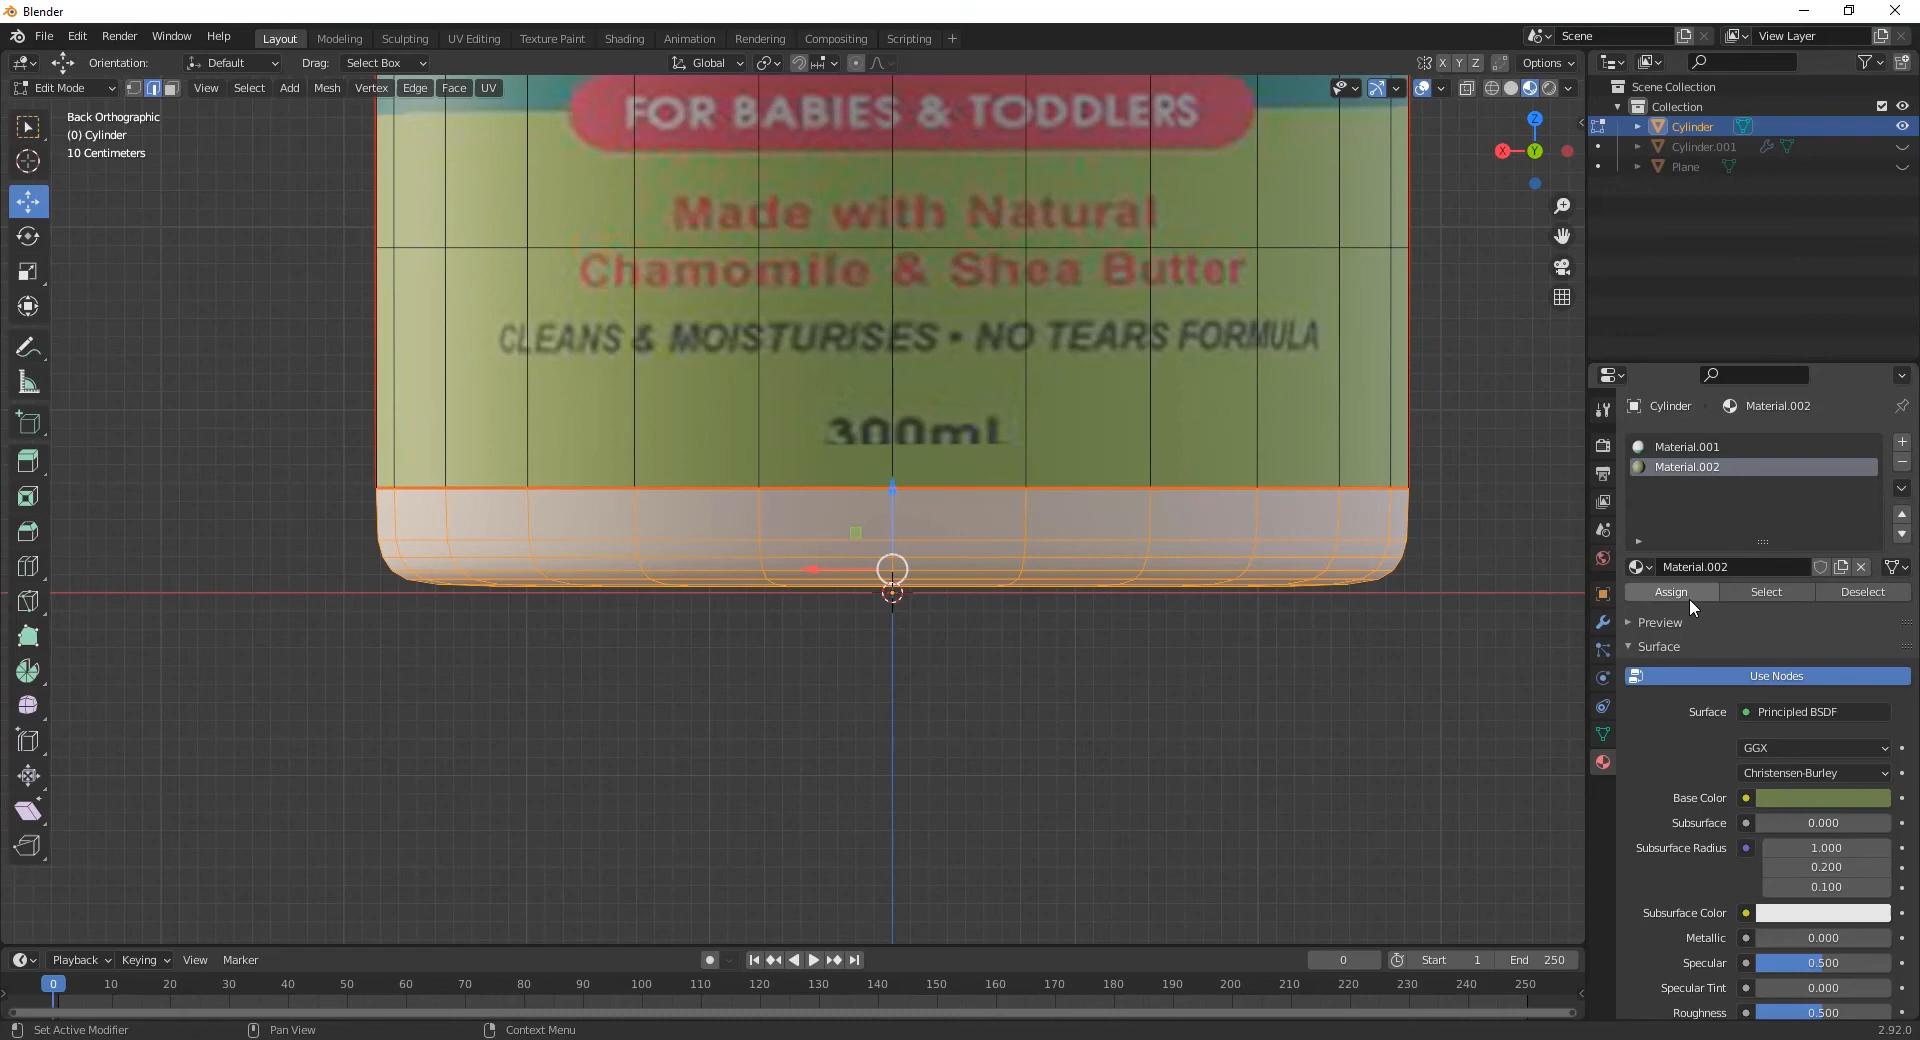 Blender
File Edit Render Window Help Layout Modeling Sculpting UV Editing Texture Paint Shading Animation Rendering Compositing Scripting + Scene View Layer
Orientation: Default Drag: Select Box Global X Y Z Options
Edit Mode View Select Add Mesh Vertex Edge Face UV
Back Orthographic
(0) Cylinder
10 Centimeters
FOR BABIES & TODDLERS
Made with Natural
Chamomile & Shea Butter
CLEANS & MOISTURISES • NO TEARS FORMULA
300mL
Z
X Y
Scene Collection
Collection
Cylinder
Cylinder.001
Plane
Cylinder Material.002
Material.001
Material.002
Material.002
Assign Select Deselect
Preview
Surface
Use Nodes
Surface Principled BSDF
GGX
Christensen-Burley
Base Color
Subsurface 0.000
Subsurface Radius 1.000
0.200
0.100
Subsurface Color
Metallic 0.000
Specular 0.500
Specular Tint 0.000
Roughness 0.500
Playback Keying View Marker 0 Start 1 End 250
0 10 20 30 40 50 60 70 80 90 100 110 120 130 140 150 160 170 180 190 200 210 220 230 240 250
Set Active Modifier Pan View Context Menu 2.92.0